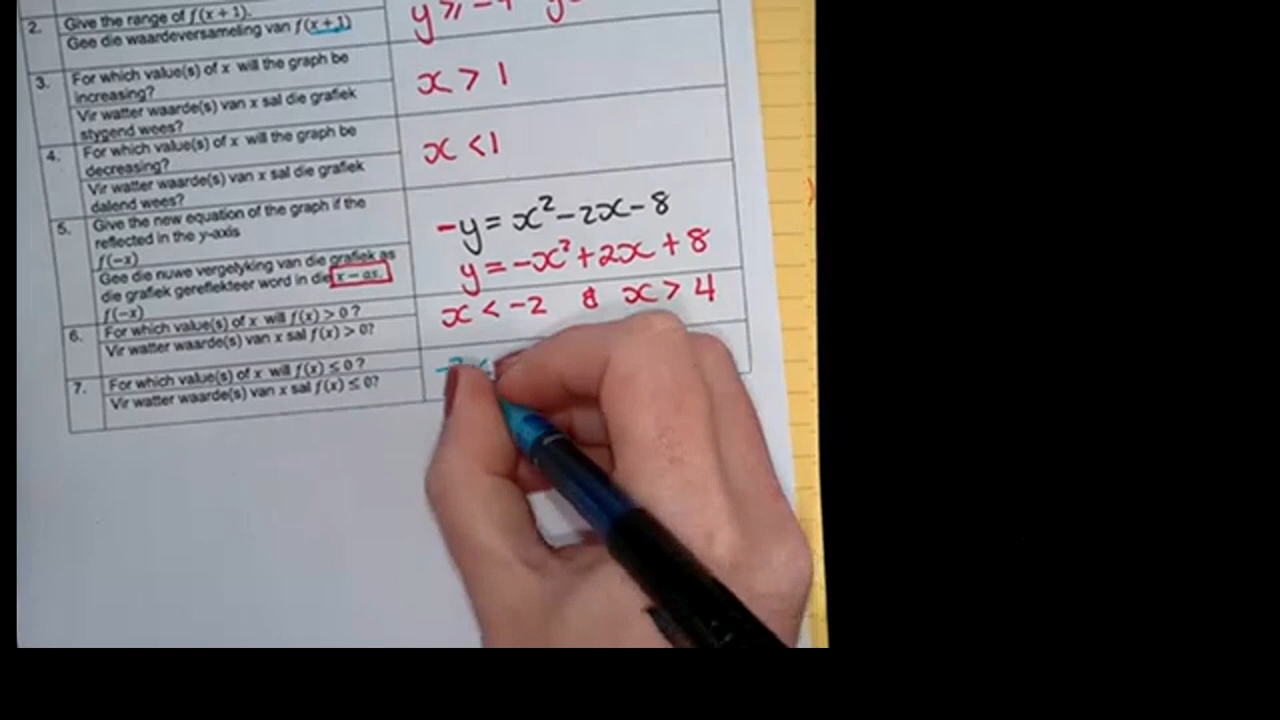 2. Give the range of f(x + 1).
Gee die waardeversameling van f(x + 1)
y ≥ -
3. For which value(s) of x will the graph be
increasing?
Vir watter waarde(s) van x sal die grafiek
stygend wees?
x > 1
4. For which value(s) of x will the graph be
decreasing?
Vir watter waarde(s) van x sal die grafiek
dalend wees?
x < 1
5. Give the new equation of the graph if the
reflected in the y-axis
f(−x)
Gee die nuwe vergelyking van die grafiek as
die grafiek gereflekteer word in die x − as.
f(−x)
-y = x² - 2x - 8
y = -x² + 2x + 8
6. For which value(s) of x will f(x) > 0?
Vir watter waarde(s) van x sal f(x) > 0?
x < -2 & x > 4
7. For which value(s) of x will f(x) ≤ 0?
Vir watter waarde(s) van x sal f(x) ≤ 0?